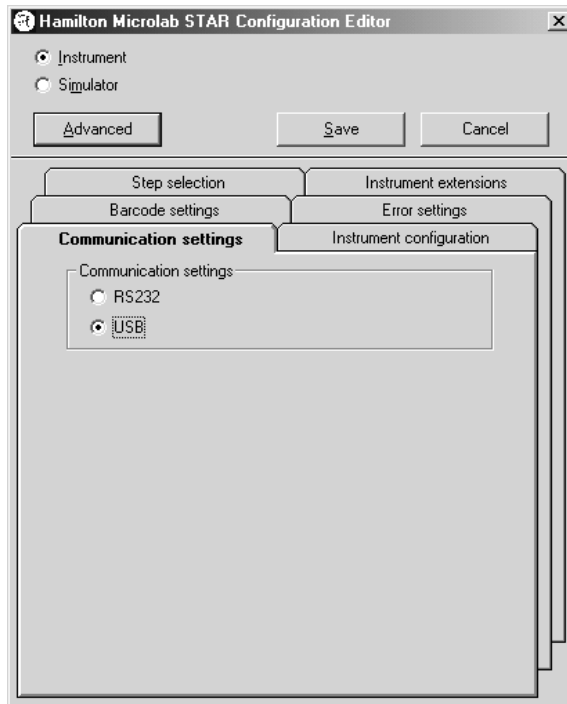 Hamilton Microlab STAR Configuration Editor
Instrument
Simulator
Advanced Save Cancel
Step selection Instrument extensions
Barcode settings Error settings
Communication settings Instrument configuration
Communication settings
RS232
USB